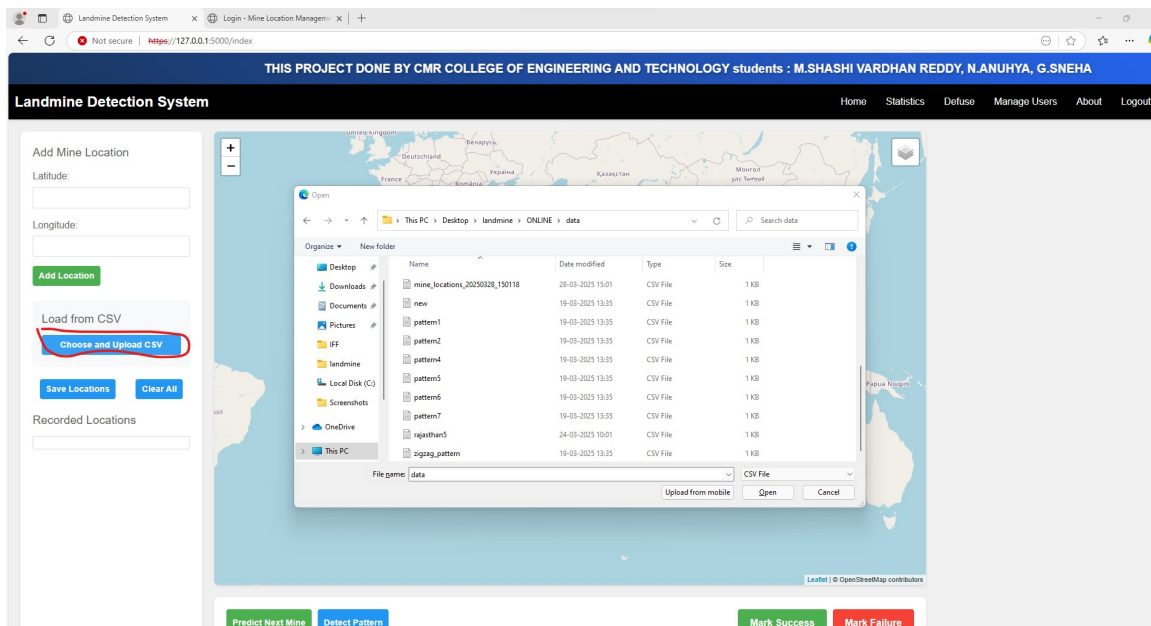 Landmine Detection System
Login - Mine Location Managem
Not secure
https://127.0.0.1:5000/index
THIS PROJECT DONE BY CMR COLLEGE OF ENGINEERING AND TECHNOLOGY students : M.SHASHI VARDHAN REDDY, N.ANUHYA, G.SNEHA
Landmine Detection System
Home Statistics Defuse Manage Users About Logout
Add Mine Location
Latitude:
Longitude:
Add Location
Load from CSV
Choose and Upload CSV
Save Locations Clear All
Recorded Locations
+
−
Беларусь
Deutschland
Україна
France
România
Қазақстан
Монгол
Open
This PC > Desktop > landmine > ONLINE > data
Search data
Organize New folder
Desktop
Downloads
Documents
Pictures
IFF
landmine
Local Disk (C:)
Screenshots
OneDrive
This PC
Name Date modified Type Size
mine_locations_20250328_150118 28-03-2025 15:01 CSV File 1 KB
new 19-03-2025 13:35 CSV File 1 KB
pattern1 19-03-2025 13:35 CSV File 1 KB
pattern2 19-03-2025 13:35 CSV File 1 KB
pattern4 19-03-2025 13:35 CSV File 1 KB
pattern5 19-03-2025 13:35 CSV File 1 KB
pattern6 19-03-2025 13:35 CSV File 1 KB
pattern7 19-03-2025 13:35 CSV File 1 KB
rajasthan5 24-03-2025 10:01 CSV File 1 KB
zigzag_pattern 19-03-2025 13:35 CSV File 1 KB
File name: data
CSV File
Upload from mobile Open Cancel
Papua Niugini
Leaflet | © OpenStreetMap contributors
Predict Next Mine Detect Pattern
Mark Success Mark Failure